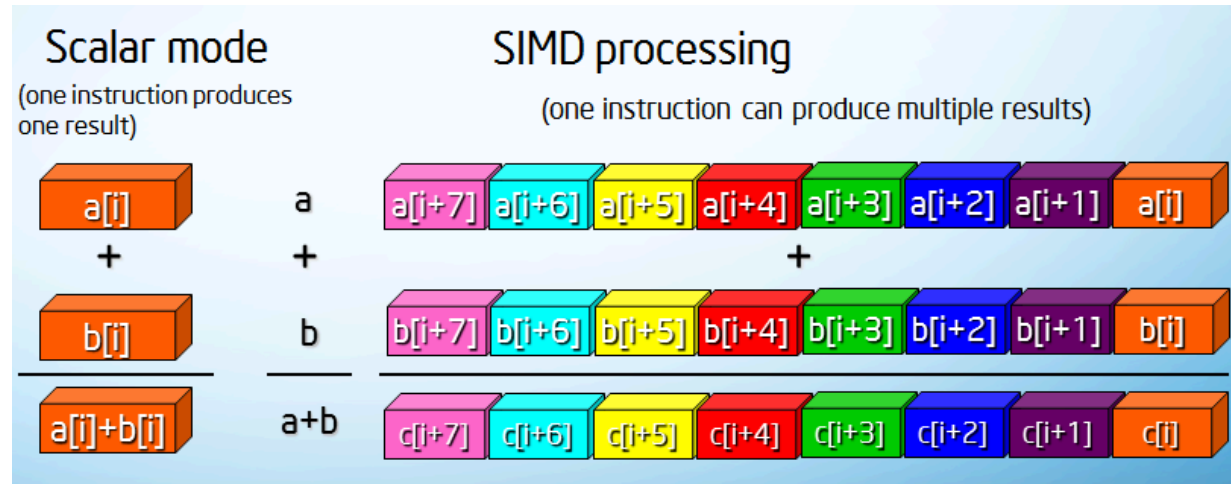 Scalar mode
(one instruction produces
one result)
SIMD processing
(one instruction can produce multiple results)
a[i] a a[i+7] a[i+6] a[i+5] a[i+4] a[i+3] a[i+2] a[i+1] a[i]
+ + +
b[i] b b[i+7] b[i+6] b[i+5] b[i+4] b[i+3] b[i+2] b[i+1] b[i]
a[i]+b[i] a+b c[i+7] c[i+6] c[i+5] c[i+4] c[i+3] c[i+2] c[i+1] c[i]